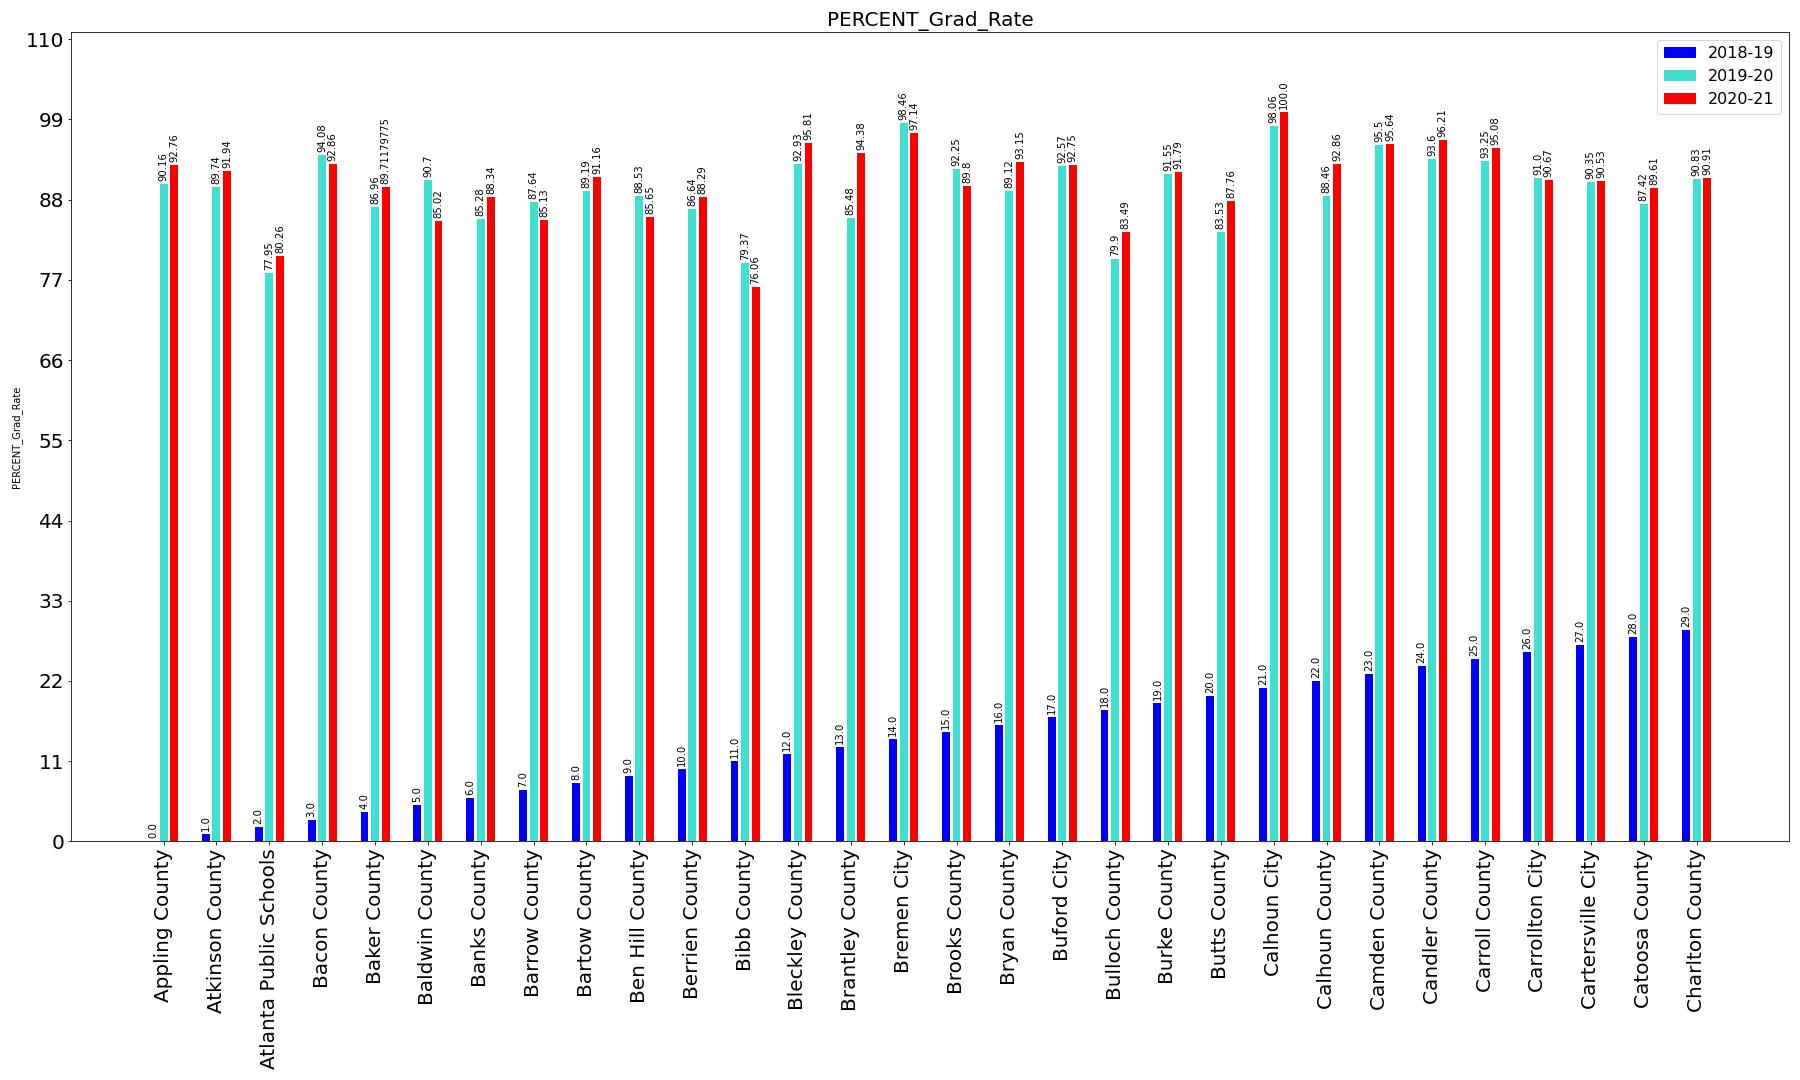 PERCENT_Grad_Rate
2018-19
2019-20
2020-21
PERCENT_Grad_Rate
110
99
88
77
66
55
44
33
22
11
0
0.0 90.16 92.76
1.0 89.74 91.94
2.0 77.95 80.26
3.0 94.08 92.86
4.0 86.96 89.71179775
5.0 90.7 85.02
6.0 85.28 88.34
7.0 87.64 85.13
8.0 89.19 91.16
9.0 88.53 85.65
10.0 86.64 88.29
11.0 79.37 76.06
12.0 92.93 95.81
13.0 85.48 94.38
14.0 98.46 97.14
15.0 92.25 89.8
16.0 89.12 93.15
17.0 92.57 92.75
18.0 79.9 83.49
19.0 91.55 91.79
20.0 83.53 87.76
21.0 98.06 100.0
22.0 88.46 92.86
23.0 95.5 95.64
24.0 93.6 96.21
25.0 93.25 95.08
26.0 91.0 90.67
27.0 90.35 90.53
28.0 87.42 89.61
29.0 90.83 90.91
Appling County
Atkinson County
Atlanta Public Schools
Bacon County
Baker County
Baldwin County
Banks County
Barrow County
Bartow County
Ben Hill County
Berrien County
Bibb County
Bleckley County
Brantley County
Bremen City
Brooks County
Bryan County
Buford City
Bulloch County
Burke County
Butts County
Calhoun City
Calhoun County
Camden County
Candler County
Carroll County
Carrollton City
Cartersville City
Catoosa County
Charlton County